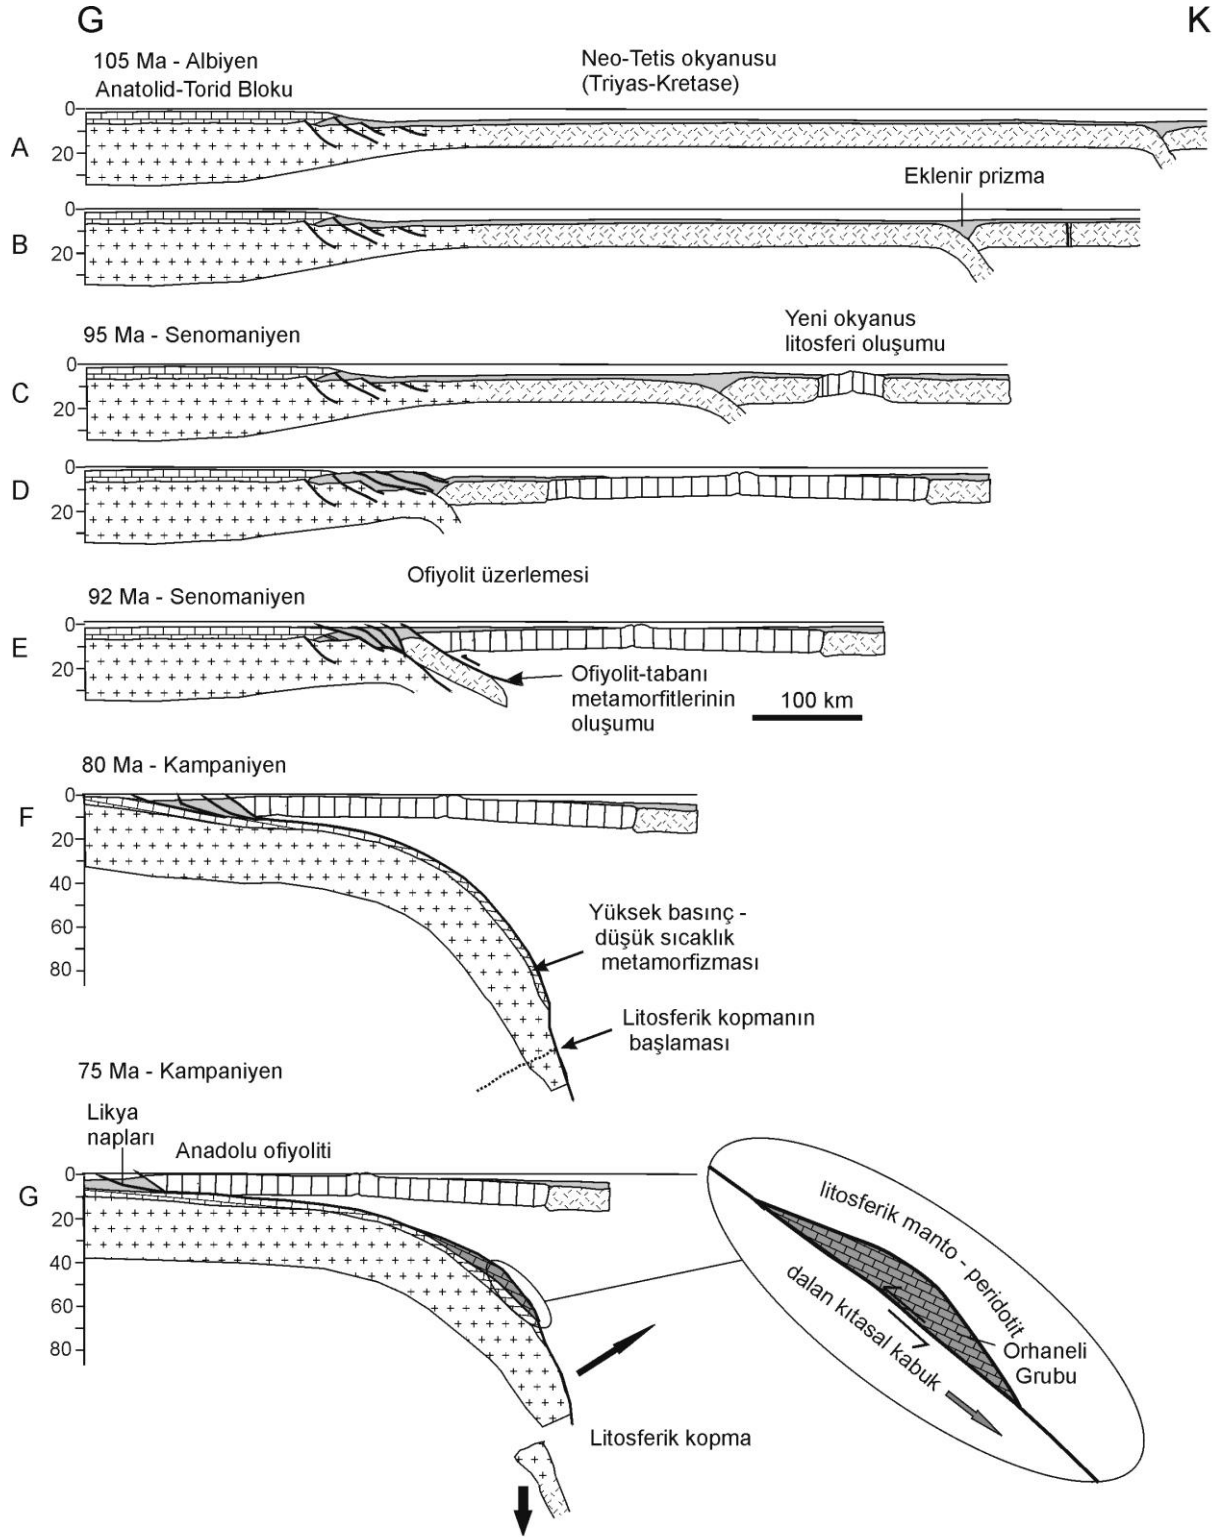 G
K
105 Ma - Albiyen
Anatolid-Torid Bloku
Neo-Tetis okyanusu
(Triyas-Kretase)
A
0
20
Eklenir prizma
B
0
20
95 Ma - Senomaniyen
Yeni okyanus
litosferi oluşumu
C
0
20
D
0
20
Ofiyolit üzerlemesi
92 Ma - Senomaniyen
E
0
20
Ofiyolit-tabanı
metamorfitlerinin
oluşumu
100 km
80 Ma - Kampaniyen
F
0
20
40
60
80
Yüksek basınç -
düşük sıcaklık
metamorfizması
Litosferik kopmanın
başlaması
75 Ma - Kampaniyen
Likya
napları
Anadolu ofiyoliti
G
0
20
40
60
80
litosferik manto - peridotit
dalan kıtasal kabuk
Orhaneli
Grubu
Litosferik kopma